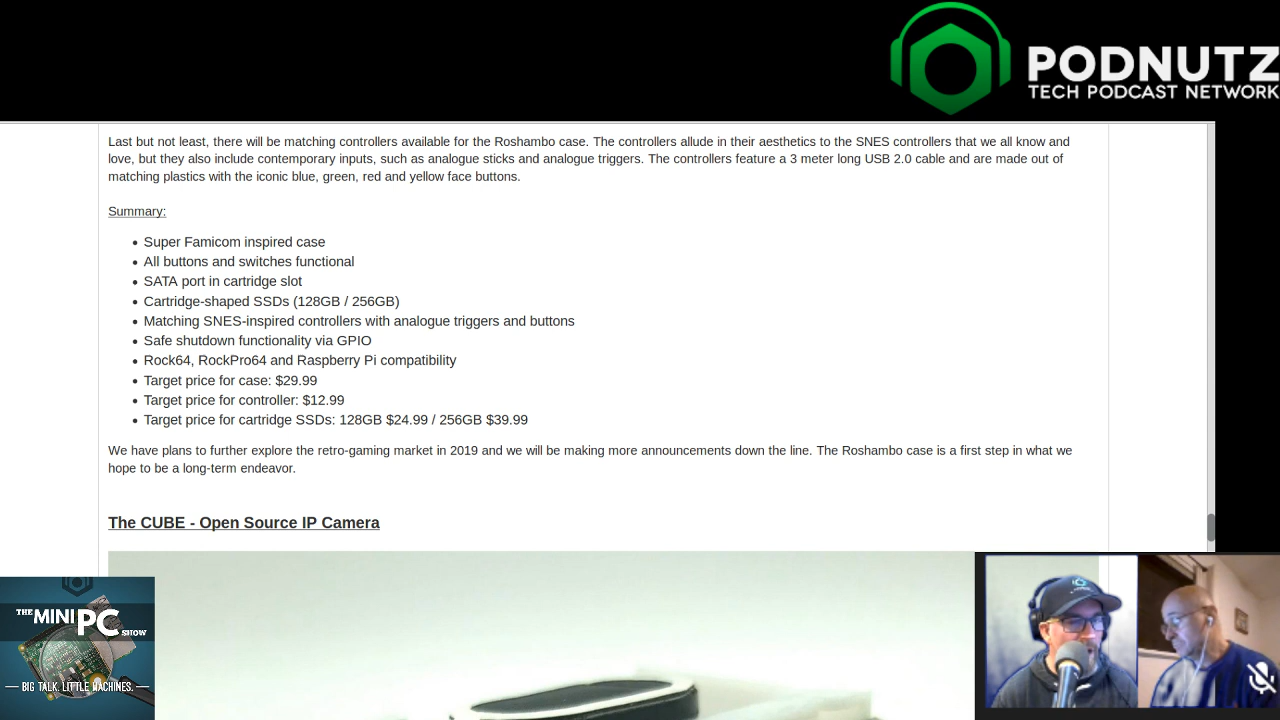 PODNUTZ
TECH PODCAST NETWORK
Last but not least, there will be matching controllers available for the Roshambo case. The controllers allude in their aesthetics to the SNES controllers that we all know and
love, but they also include contemporary inputs, such as analogue sticks and analogue triggers. The controllers feature a 3 meter long USB 2.0 cable and are made out of
matching plastics with the iconic blue, green, red and yellow face buttons.
Summary:
• Super Famicom inspired case
• All buttons and switches functional
• SATA port in cartridge slot
• Cartridge-shaped SSDs (128GB / 256GB)
• Matching SNES-inspired controllers with analogue triggers and buttons
• Safe shutdown functionality via GPIO
• Rock64, RockPro64 and Raspberry Pi compatibility
• Target price for case: $29.99
• Target price for controller: $12.99
• Target price for cartridge SSDs: 128GB $24.99 / 256GB $39.99
We have plans to further explore the retro-gaming market in 2019 and we will be making more announcements down the line. The Roshambo case is a first step in what we
hope to be a long-term endeavor.
The CUBE - Open Source IP Camera
THE MINI PC SHOW
BIG TALK. LITTLE MACHINES.